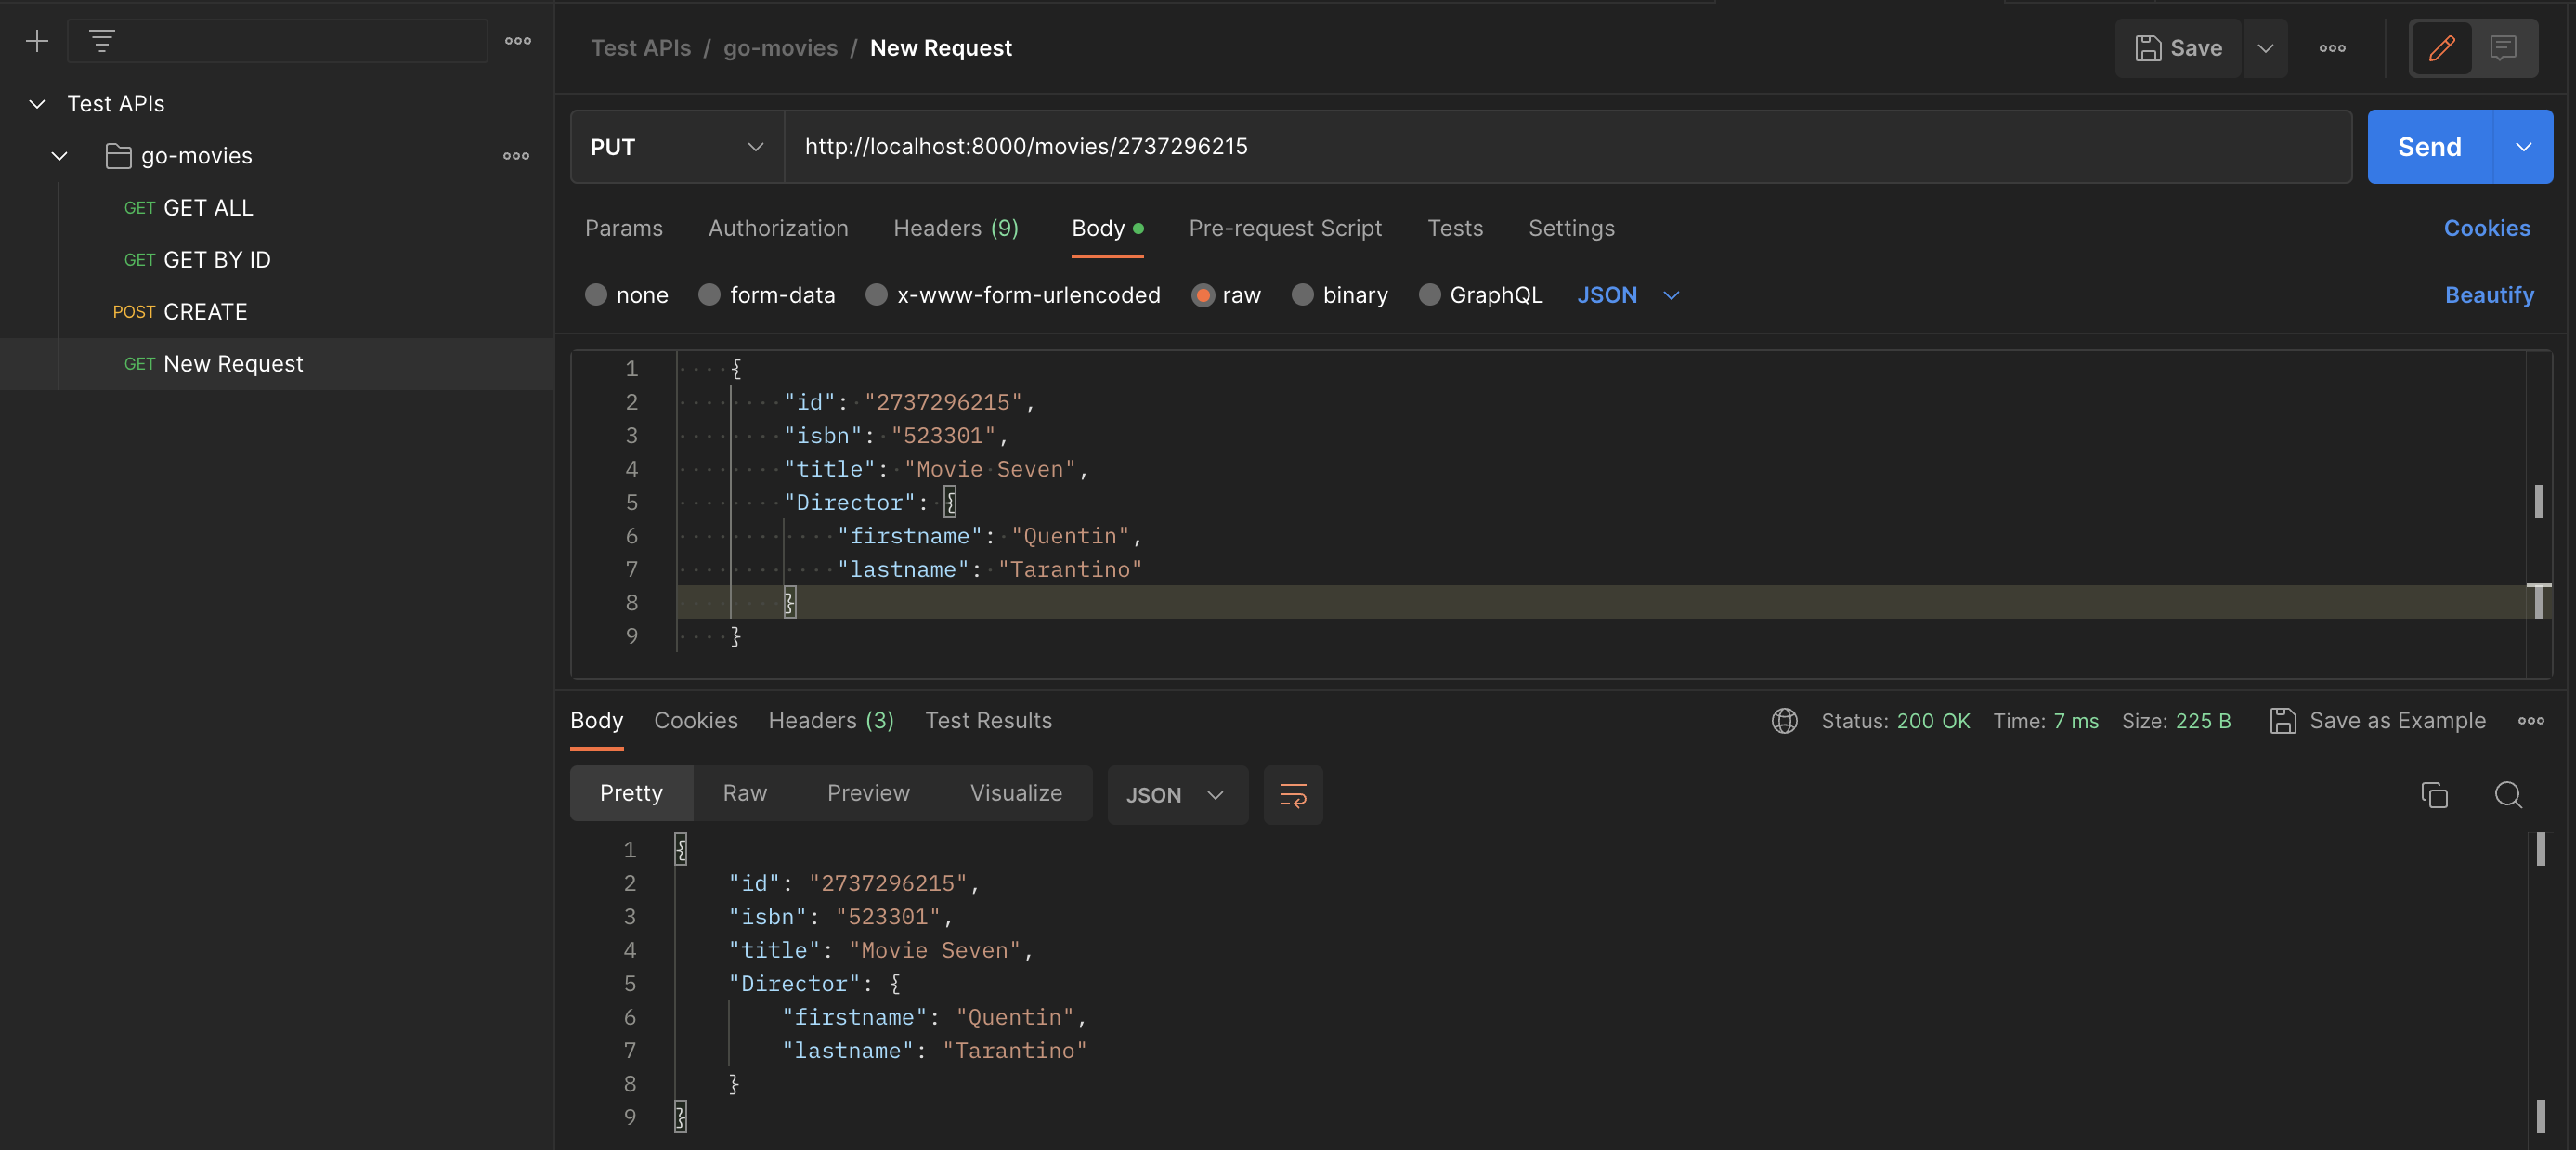 Test APIs
go-movies
GET GET ALL
GET GET BY ID
POST CREATE
GET New Request
Test APIs / go-movies / New Request
Save
PUT
http://localhost:8000/movies/2737296215
Send
Params Authorization Headers (9) Body Pre-request Script Tests Settings Cookies
none form-data x-www-form-urlencoded raw binary GraphQL JSON Beautify
1 {
2 "id": "2737296215",
3 "isbn": "523301",
4 "title": "Movie Seven",
5 "Director": {
6 "firstname": "Quentin",
7 "lastname": "Tarantino"
8 }
9 }
Body Cookies Headers (3) Test Results Status: 200 OK Time: 7 ms Size: 225 B Save as Example
Pretty Raw Preview Visualize JSON
1 {
2 "id": "2737296215",
3 "isbn": "523301",
4 "title": "Movie Seven",
5 "Director": {
6 "firstname": "Quentin",
7 "lastname": "Tarantino"
8 }
9 }